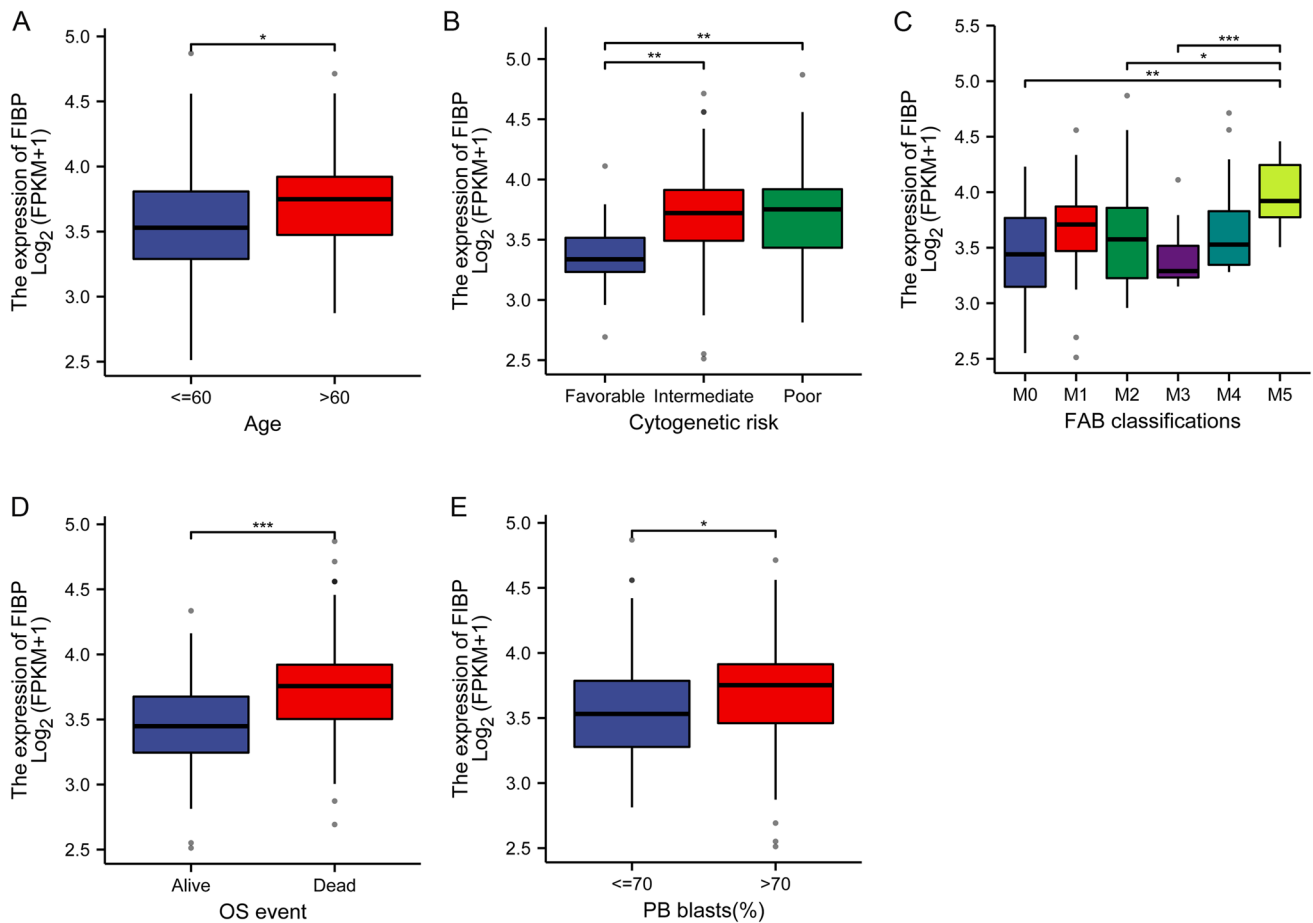 A
The expression of FIBP
Log2 (FPKM+1)
5.0
4.5
4.0
3.5
3.0
2.5
*
<=60
>60
Age
B
The expression of FIBP
Log2 (FPKM+1)
5.0
4.5
4.0
3.5
3.0
2.5
**
**
Favorable Intermediate Poor
Cytogenetic risk
C
The expression of FIBP
Log2 (FPKM+1)
5.5
5.0
4.5
4.0
3.5
3.0
2.5
***
*
**
M0 M1 M2 M3 M4 M5
FAB classifications
D
The expression of FIBP
Log2 (FPKM+1)
5.0
4.5
4.0
3.5
3.0
2.5
***
Alive Dead
OS event
E
The expression of FIBP
Log2 (FPKM+1)
5.0
4.5
4.0
3.5
3.0
2.5
*
<=70 >70
PB blasts(%)